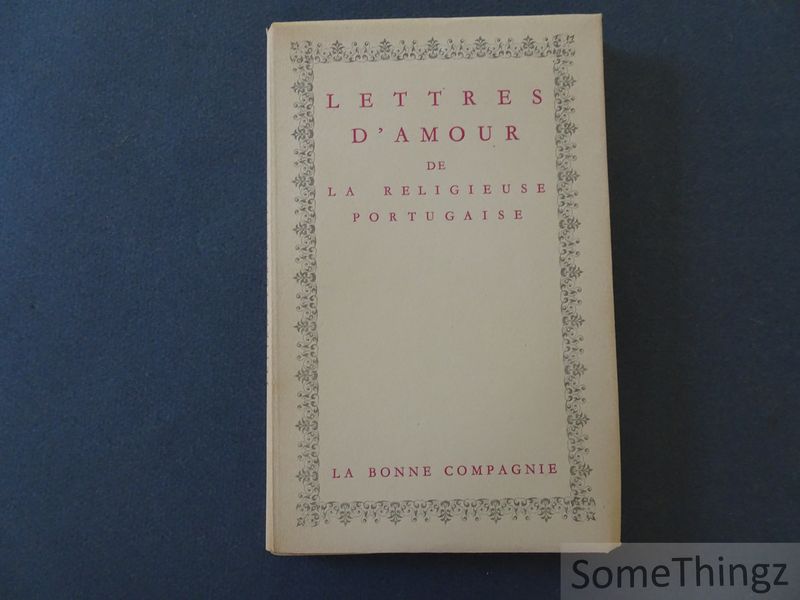 LETTRES
D'AMOUR
DE
LA RELIGIEUSE
PORTUGAISE
LA BONNE COMPAGNIE
SomeThingz